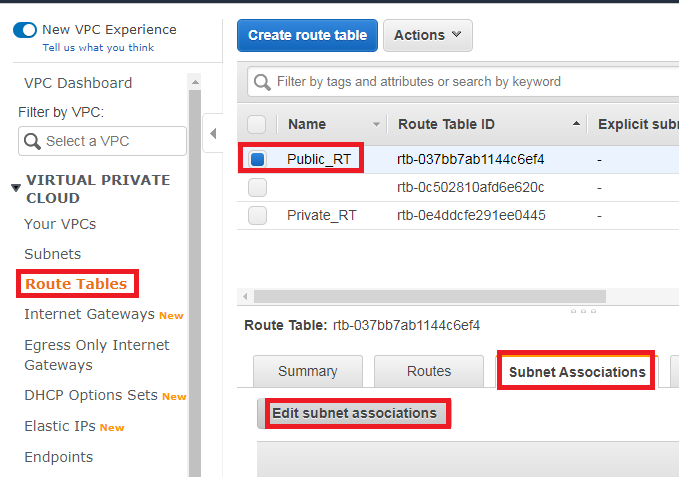 New VPC Experience
Tell us what you think
VPC Dashboard
Filter by VPC:
Select a VPC
VIRTUAL PRIVATE
CLOUD
Your VPCs
Subnets
Route Tables
Internet Gateways New
Egress Only Internet
Gateways
DHCP Options Sets New
Elastic IPs New
Endpoints
Create route table Actions
Filter by tags and attributes or search by keyword
Name Route Table ID Explicit sub
Public_RT rtb-037bb7ab1144c6ef4 -
rtb-0c502810afd6e620c -
Private_RT rtb-0e4ddcfe291ee0445 -
Route Table: rtb-037bb7ab1144c6ef4
Summary Routes Subnet Associations
Edit subnet associations